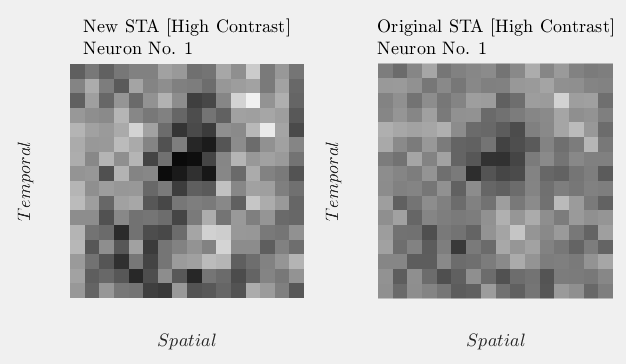 New STA [High Contrast]
Neuron No. 1
Original STA [High Contrast]
Neuron No. 1
Temporal
Temporal
Spatial
Spatial